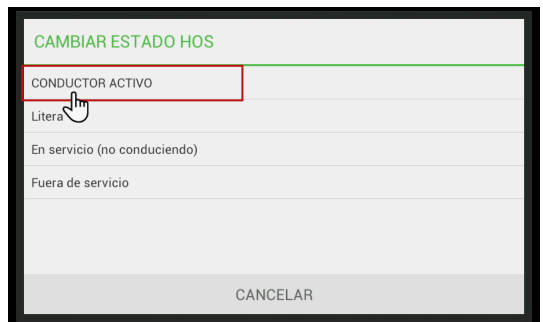 CAMBIAR ESTADO HOS
CONDUCTOR ACTIVO
Litera
En servicio (no conduciendo)
Fuera de servicio
CANCELAR